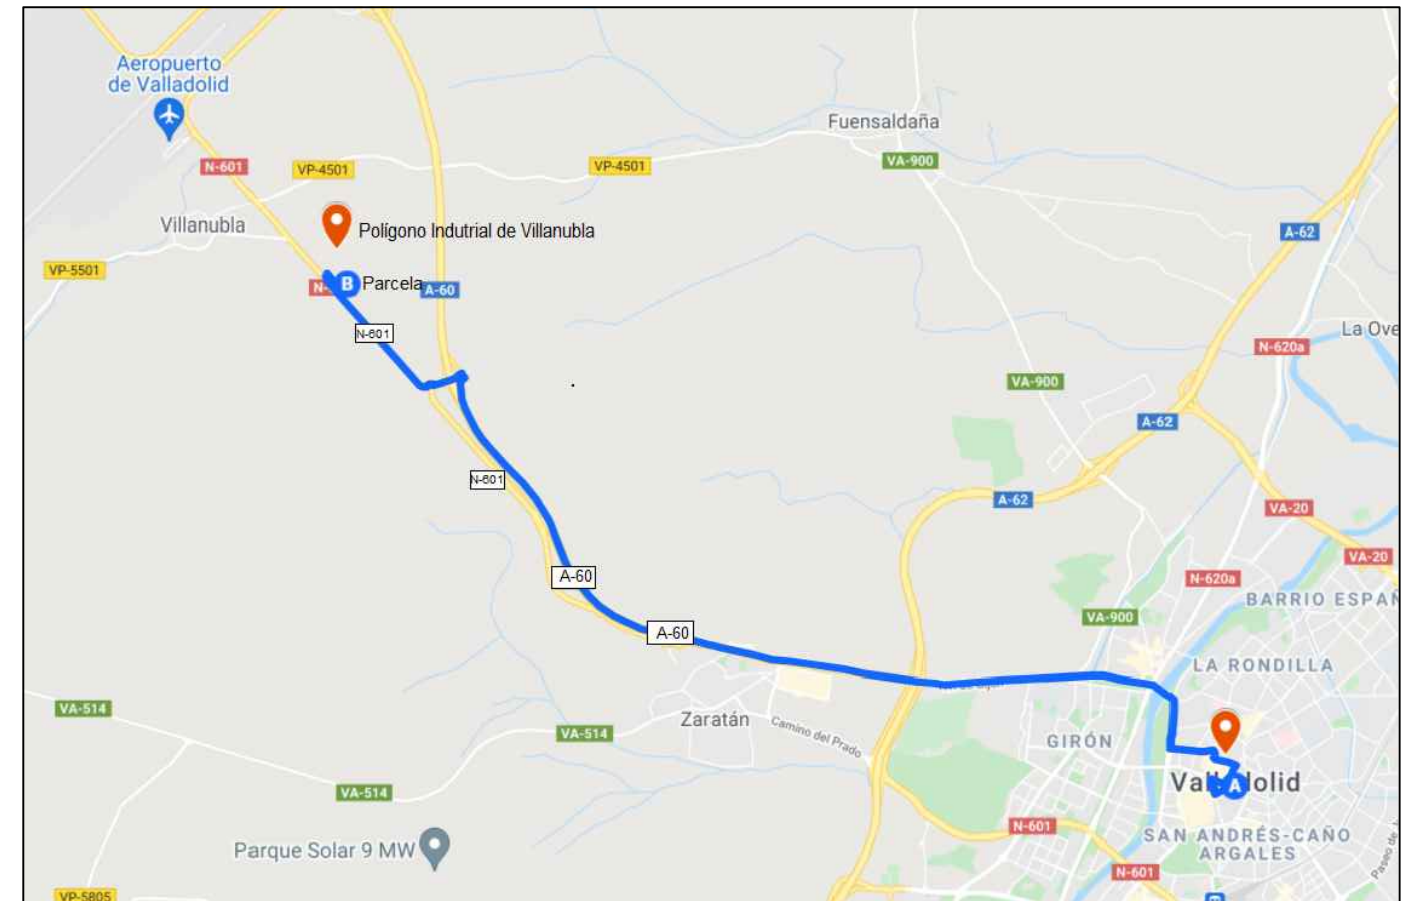 Aeropuerto
de Valladolid
Fuensaldaña
VA-900
N-601
VP-4501
VP-4501
Villanubla
Polígono Indutrial de Villanubla
A-62
VP-5501
B
Parcela
A-60
N-601
La Ove
N-620a
VA-900
A-62
N-601
A-62
VA-20
VA-20
A-60
N-620a
BARRIO ESPAÑ
VA-900
A-60
LA RONDILLA
VA-514
Zaratán
Camino del Prado
VA-514
GIRÓN
A
VA-514
N-601
SAN ANDRÉS-CAÑO
ARGALES
Parque Solar 9 MW
Paseo de
N-601
VP-5805